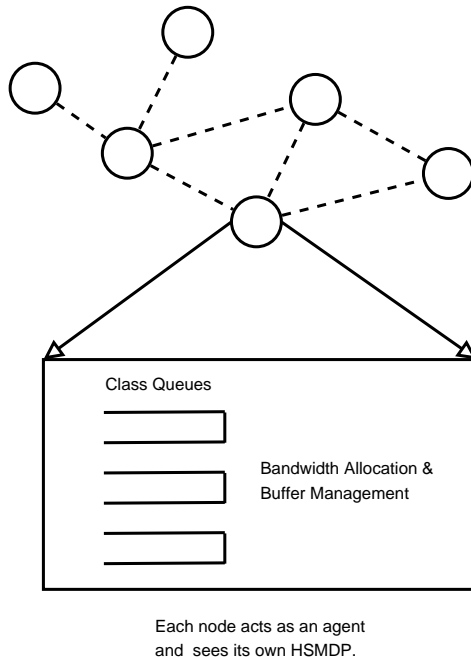 Class Queues
Bandwidth Allocation &
Buffer Management
Each node acts as an agent
and sees its own HSMDP.